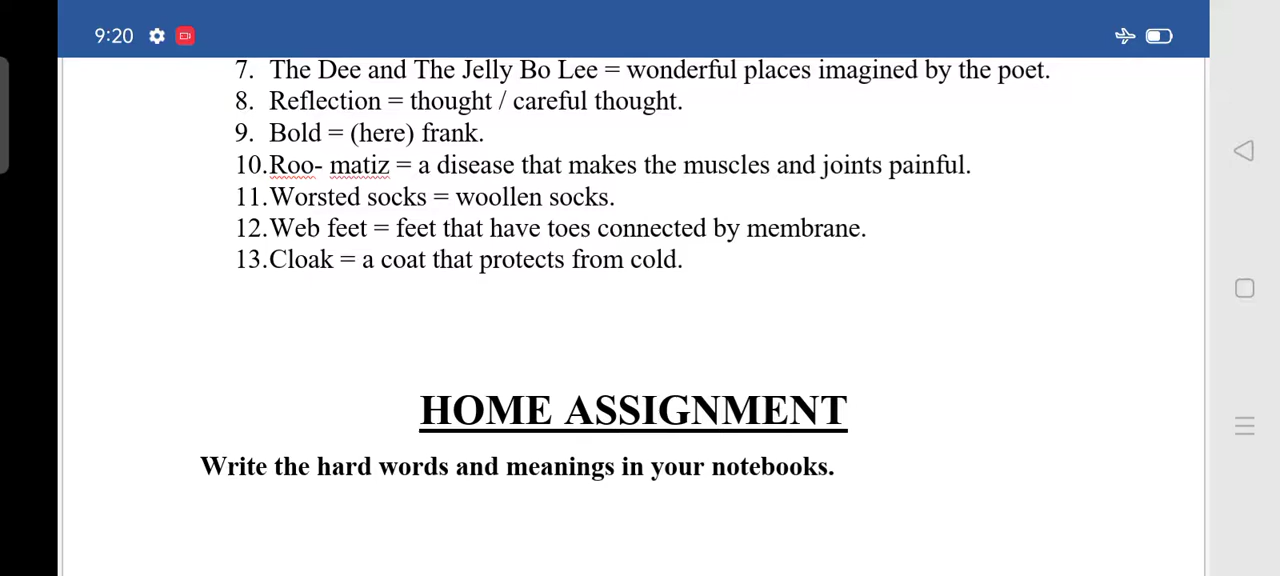 9:20
7. The Dee and The Jelly Bo Lee = wonderful places imagined by the poet.
8. Reflection = thought / careful thought.
9. Bold = (here) frank.
10.Roo- matiz = a disease that makes the muscles and joints painful.
11.Worsted socks = woollen socks.
12.Web feet = feet that have toes connected by membrane.
13.Cloak = a coat that protects from cold.
HOME ASSIGNMENT
Write the hard words and meanings in your notebooks.